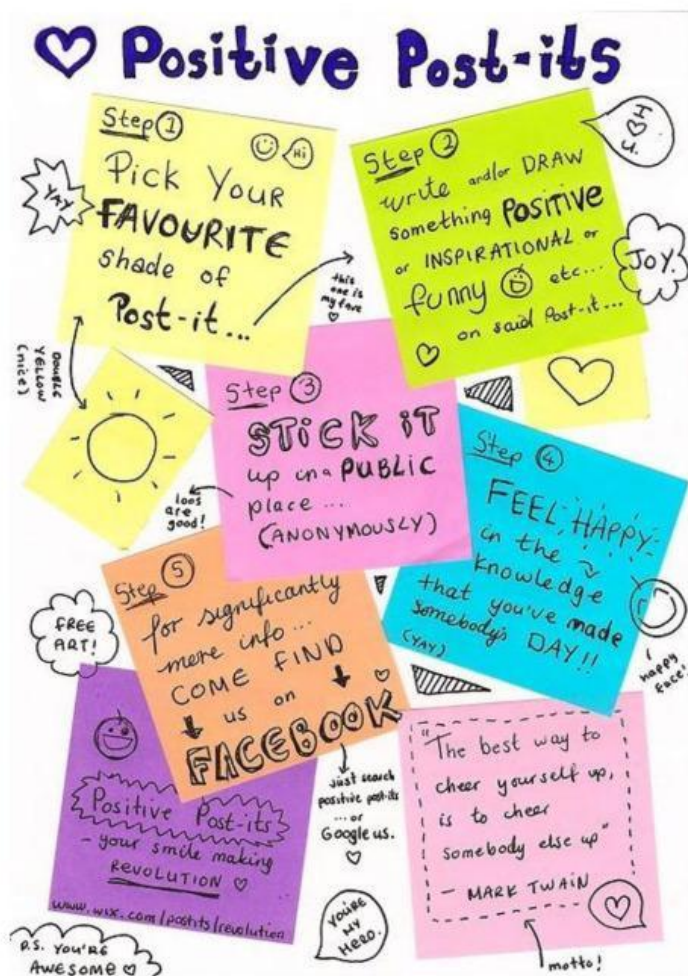 Positive Post-its
Step 1
Hi
Pick Your
FAVOURITE
shade of
Post-it...
YAY
DOUBLE
YELLOW
(nice)
this
one is
my fave
Step 2
write and/or DRAW
something POSITIVE
or INSPIRATIONAL or
funny etc...
on said Post-it...
JOY.
Step 3
STICK IT
up in a PUBLIC
place...
(ANONYMOUSLY)
loos
are
good!
Step 4
FEEL HAPPY
in the
knowledge
that you've made
somebody's DAY!!
(YAY)
happy
face!
Step 5
for significantly
more info...
COME FIND
us on
FACEBOOK
just search
positive post-its
... or
Google us.
FREE
ART!
Positive Post-its
- your smile making
REVOLUTION
www.wix.com/postits/revolution
"The best way to
cheer yourself up,
is to cheer
somebody else up"
- MARK TWAIN
motto!
YOU'RE
MY
HERO.
P.S. YOU'RE
AWESOME